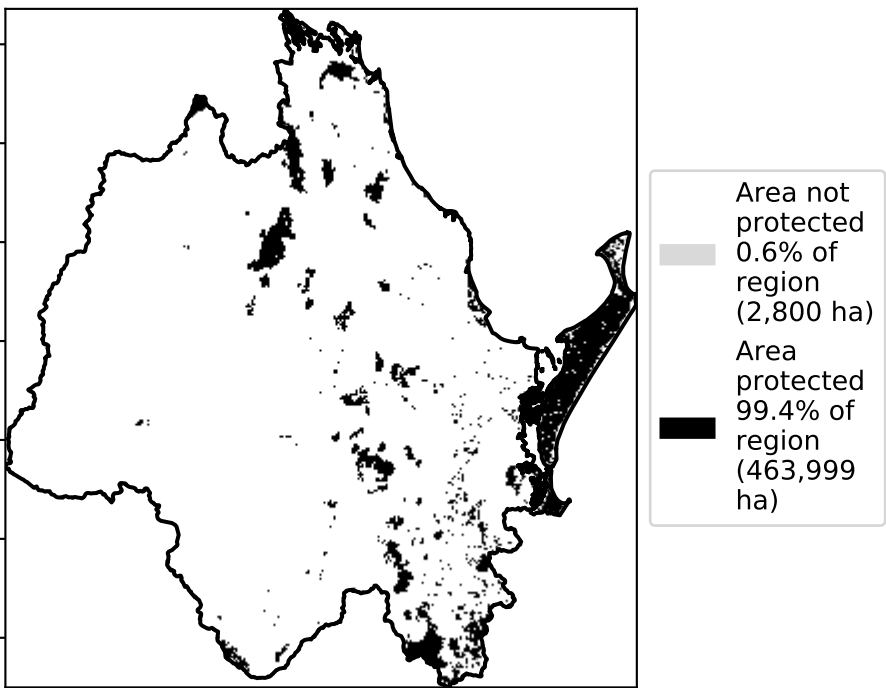 Area not
protected
0.6% of
region
(2,800 ha)
Area
protected
99.4% of
region
(463,999
ha)